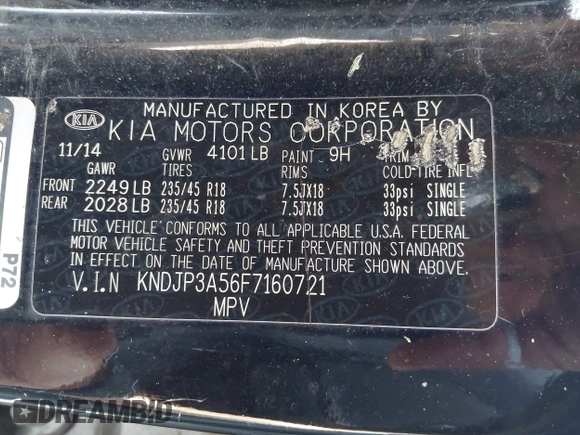 MANUFACTURED IN KOREA BY
KIA KIA MOTORS CORPORATION
11/14 GVWR 4101 LB PAINT 9H TRIM
GAWR TIRES RIMS COLD TIRE INFL
FRONT 2249 LB 235/45 R18 7.5JX18 33psi SINGLE
REAR 2028 LB 235/45 R18 7.5JX18 33psi SINGLE
THIS VEHICLE CONFORMS TO ALL APPLICABLE U.S.A. FEDERAL
MOTOR VEHICLE SAFETY AND THEFT PREVENTION STANDARDS
IN EFFECT ON THE DATE OF MANUFACTURE SHOWN ABOVE.
V.I.N KNDJP3A56F7160721
MPV
P72
DREAMBID